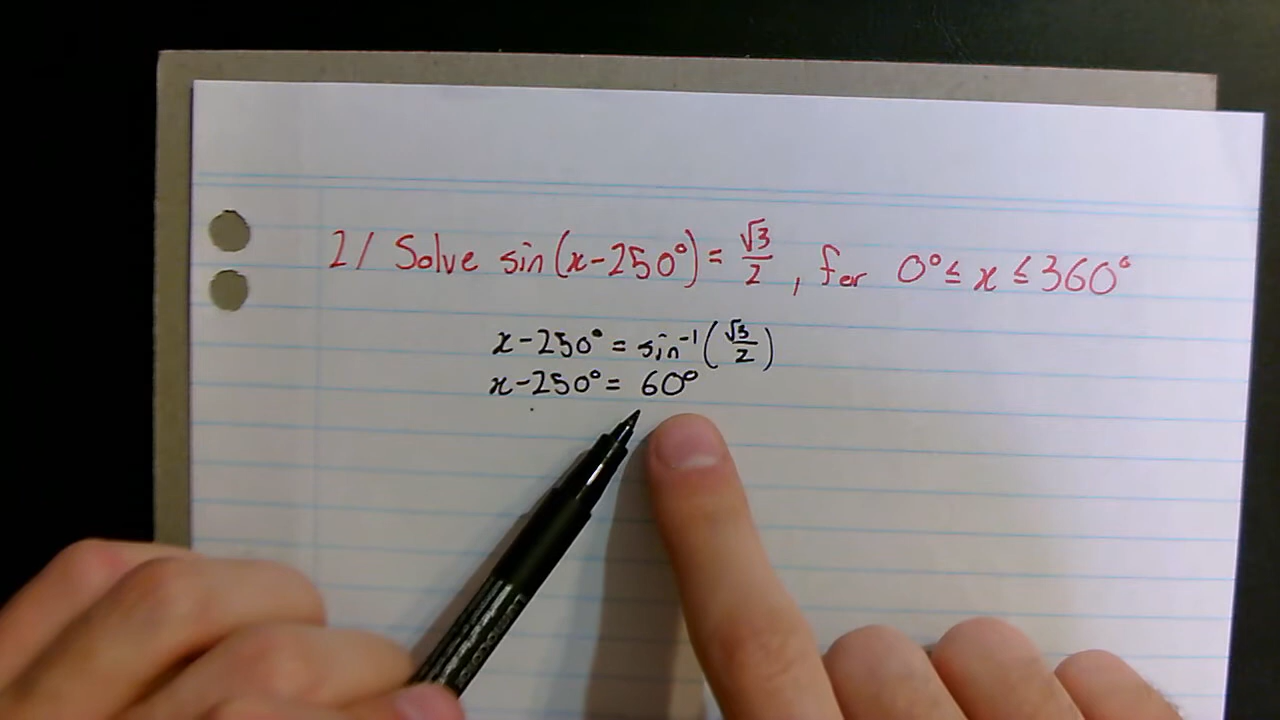 2/ Solve sin(x-250°) = √3/2, for 0° ≤ x ≤ 360°
x-250° = sin⁻¹(√3/2)
x-250° = 60°